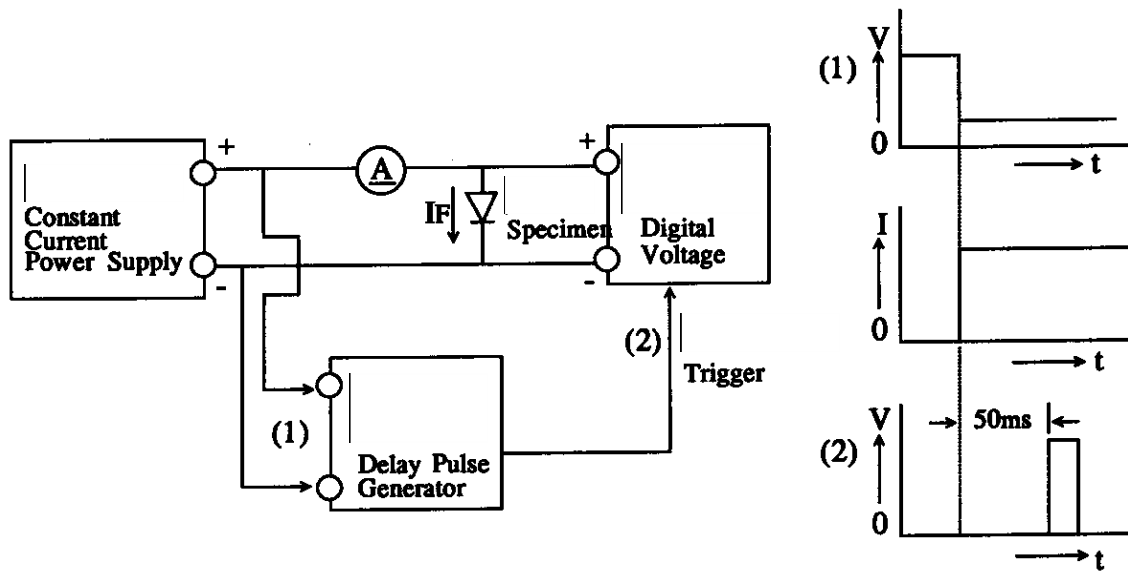 +
A
+
Constant
Current
Power Supply
-
IF
Specimen
Digital
Voltage
-
(1)
Delay Pulse
Generator
(2)
Trigger
(1)
V
0
t
I
0
t
(2)
V
50ms
0
t